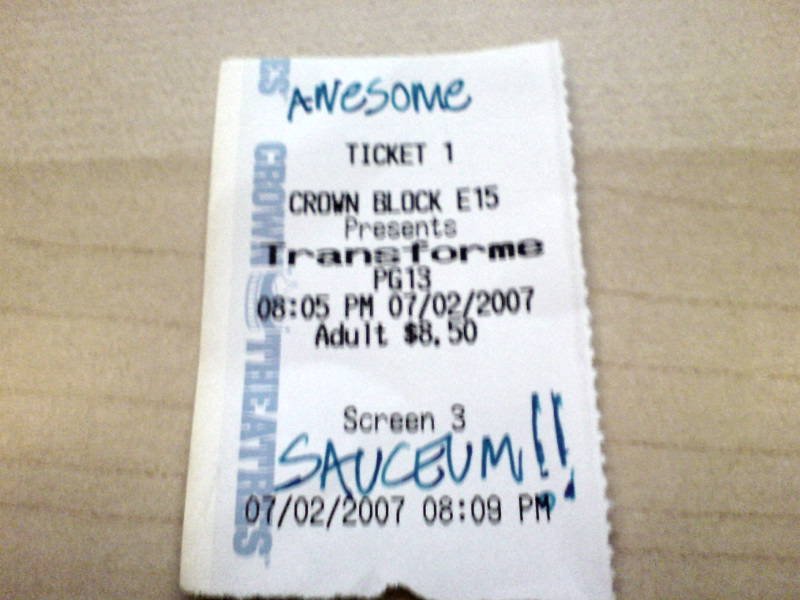 AWESOME
TICKET 1
CROWN BLOCK E15
Presents
Transforme
PG13
08:05 PM 07/02/2007
Adult $8.50
Screen 3
SAUCEUM!!
07/02/2007 08:09 PM
ES CROWN THEATRES